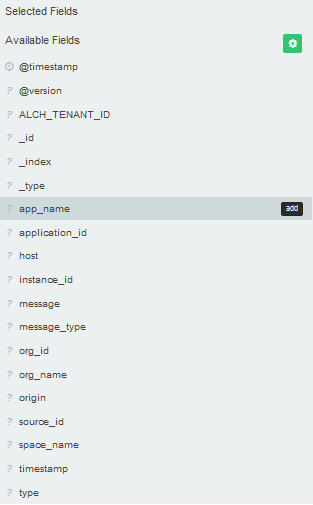 Selected Fields
Available Fields
@timestamp
? @version
? ALCH_TENANT_ID
? _id
? _index
? _type
? app_name add
? application_id
? host
? instance_id
? message
? message_type
? org_id
? org_name
? origin
? source_id
? space_name
? timestamp
? type